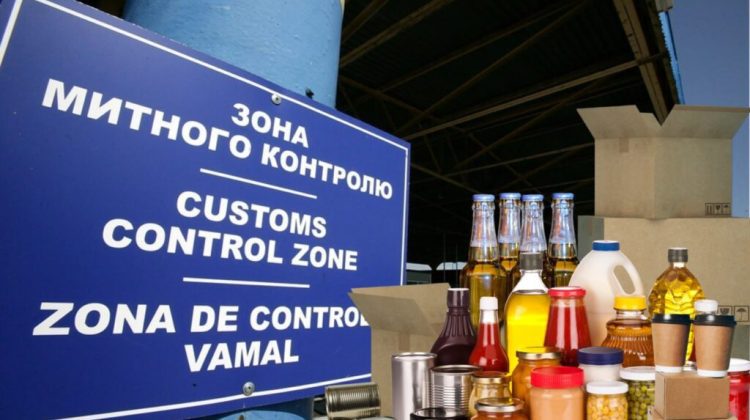 ЗОНА
МИТНОГО КОНТРОЛЮ
CUSTOMS
CONTROL ZONE
ZONA DE CONTROL
VAMAL